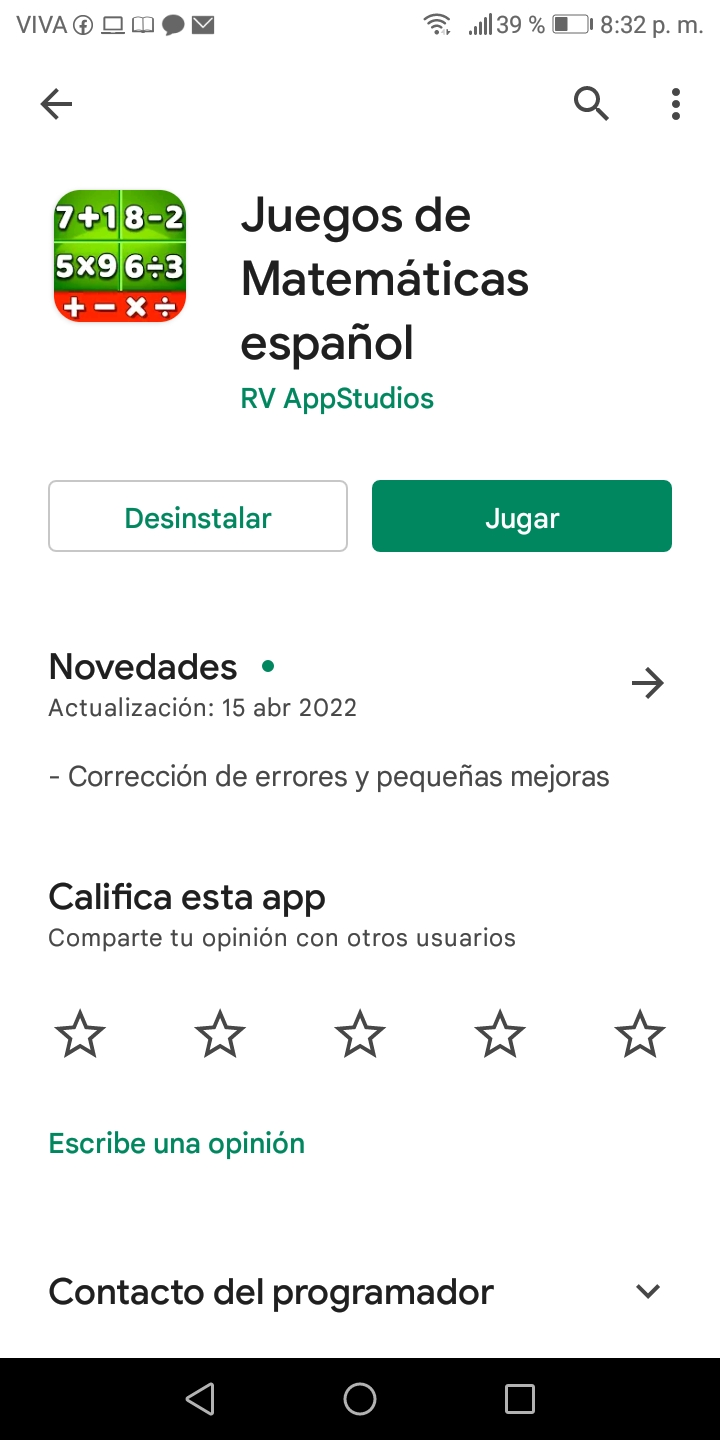 VIVA 39 % 8:32 p. m.
7+1 8-2
5×9 6÷3
+ - × ÷
Juegos de
Matemáticas
español
RV AppStudios
Desinstalar Jugar
Novedades
Actualización: 15 abr 2022
- Corrección de errores y pequeñas mejoras
Califica esta app
Comparte tu opinión con otros usuarios
Escribe una opinión
Contacto del programador